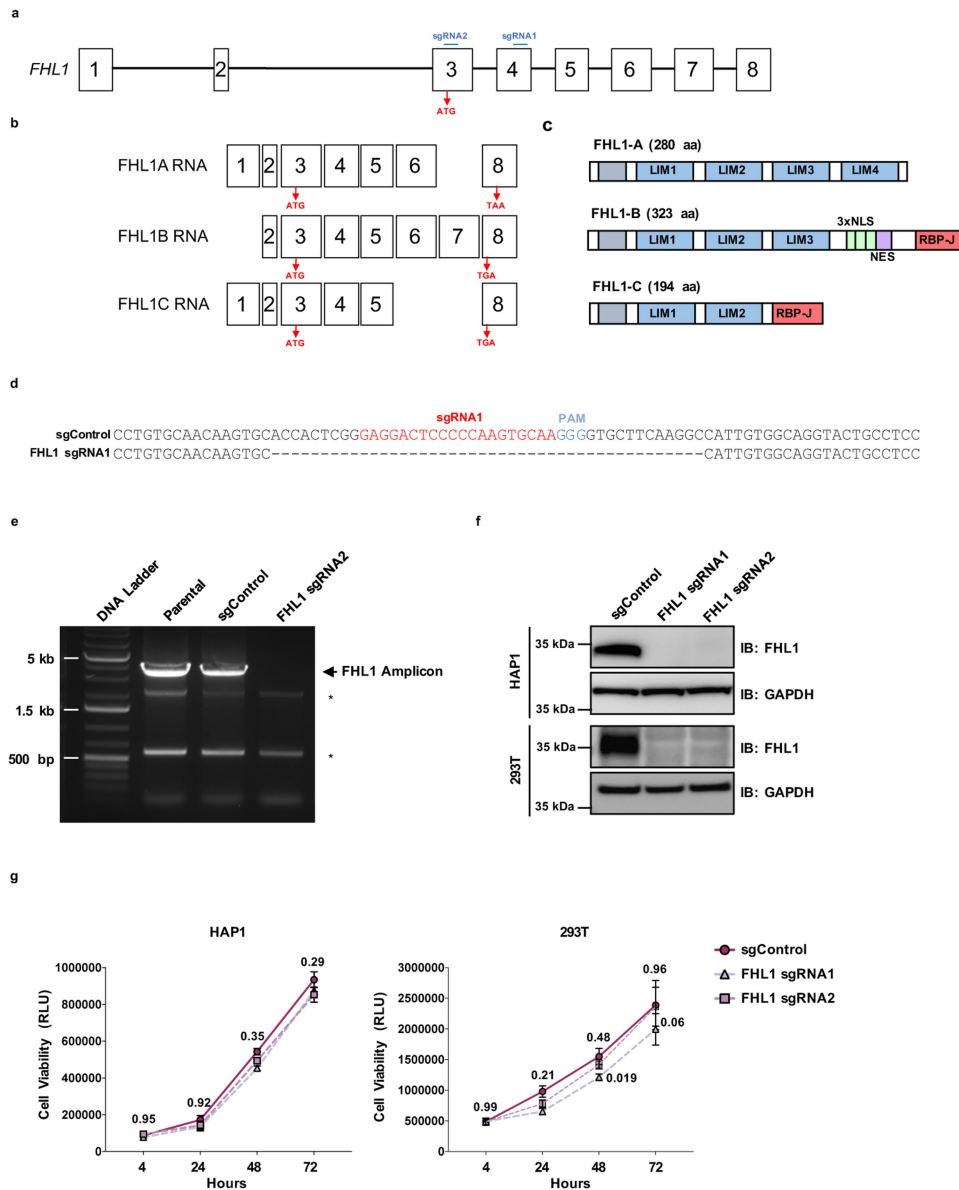 a
sgRNA2 sgRNA1
FHL1 1 2 3 4 5 6 7 8
ATG
b
FHL1A RNA 1 2 3 4 5 6 8
ATG TAA
FHL1B RNA 2 3 4 5 6 7 8
ATG TGA
FHL1C RNA 1 2 3 4 5 8
ATG TGA
c
FHL1-A (280 aa)
LIM1 LIM2 LIM3 LIM4
FHL1-B (323 aa)
3xNLS
LIM1 LIM2 LIM3 RBP-J
NES
FHL1-C (194 aa)
LIM1 LIM2 RBP-J
d
sgRNA1 PAM
sgControl CCTGTGCAACAAGTGCACCACTCGGGAGGACTCCCCCAAGTGCAAGGGGTGCTTCAAGGCCATTGTGGCAGGTACTGCCTCC
FHL1 sgRNA1 CCTGTGCAACAAGTGC--------------------------------------------CATTGTGGCAGGTACTGCCTCC
e
DNA Ladder Parental sgControl FHL1 sgRNA2
5 kb
FHL1 Amplicon
*
1.5 kb
*
500 bp
f
sgControl FHL1 sgRNA1 FHL1 sgRNA2
HAP1
35 kDa IB: FHL1
IB: GAPDH
35 kDa
293T
35 kDa IB: FHL1
IB: GAPDH
35 kDa
g
HAP1
Cell Viability (RLU)
1000000
800000
600000
400000
200000
0
0.95 0.92 0.35 0.29
4 24 48 72
Hours
293T
Cell Viability (RLU)
3000000
2500000
2000000
1500000
1000000
500000
0
0.99 0.21 0.48 0.96
0.019 0.06
4 24 48 72
Hours
sgControl
FHL1 sgRNA1
FHL1 sgRNA2